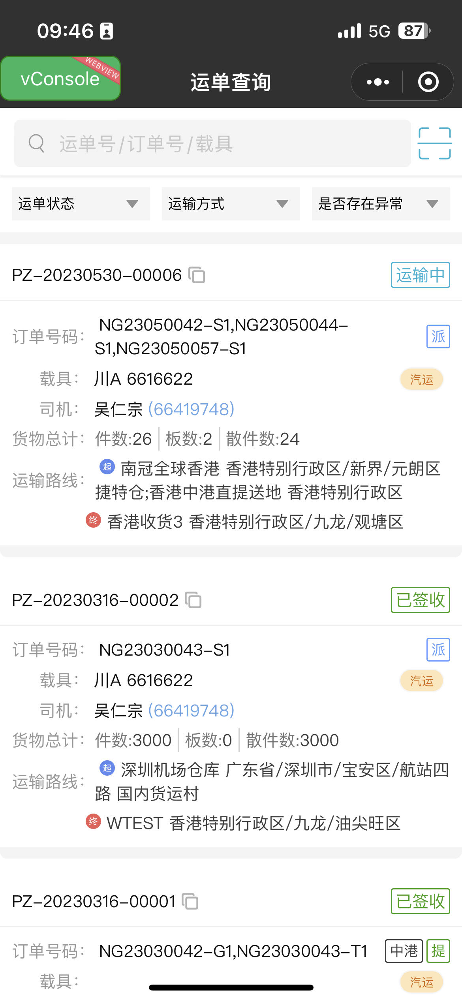 09:46
5G 87
vConsole
WEBVIEW
运单查询
运单号/订单号/载具
运单状态
运输方式
是否存在异常
PZ-20230530-00006
运输中
订单号码：
NG23050042-S1,NG23050044-
S1,NG23050057-S1
派
载具： 川A 6616622
汽运
司机： 吴仁宗 (66419748)
货物总计： 件数:26 板数:2 散件数:24
运输路线：
起 南冠全球香港 香港特别行政区/新界/元朗区
捷特仓;香港中港直提送地 香港特别行政区
终 香港收货3 香港特别行政区/九龙/观塘区
PZ-20230316-00002
已签收
订单号码： NG23030043-S1
派
载具： 川A 6616622
汽运
司机： 吴仁宗 (66419748)
货物总计： 件数:3000 板数:0 散件数:3000
运输路线：
起 深圳机场仓库 广东省/深圳市/宝安区/航站四
路 国内货运村
终 WTEST 香港特别行政区/九龙/油尖旺区
PZ-20230316-00001
已签收
订单号码： NG23030042-G1,NG23030043-T1
中港 提
载具：
汽运